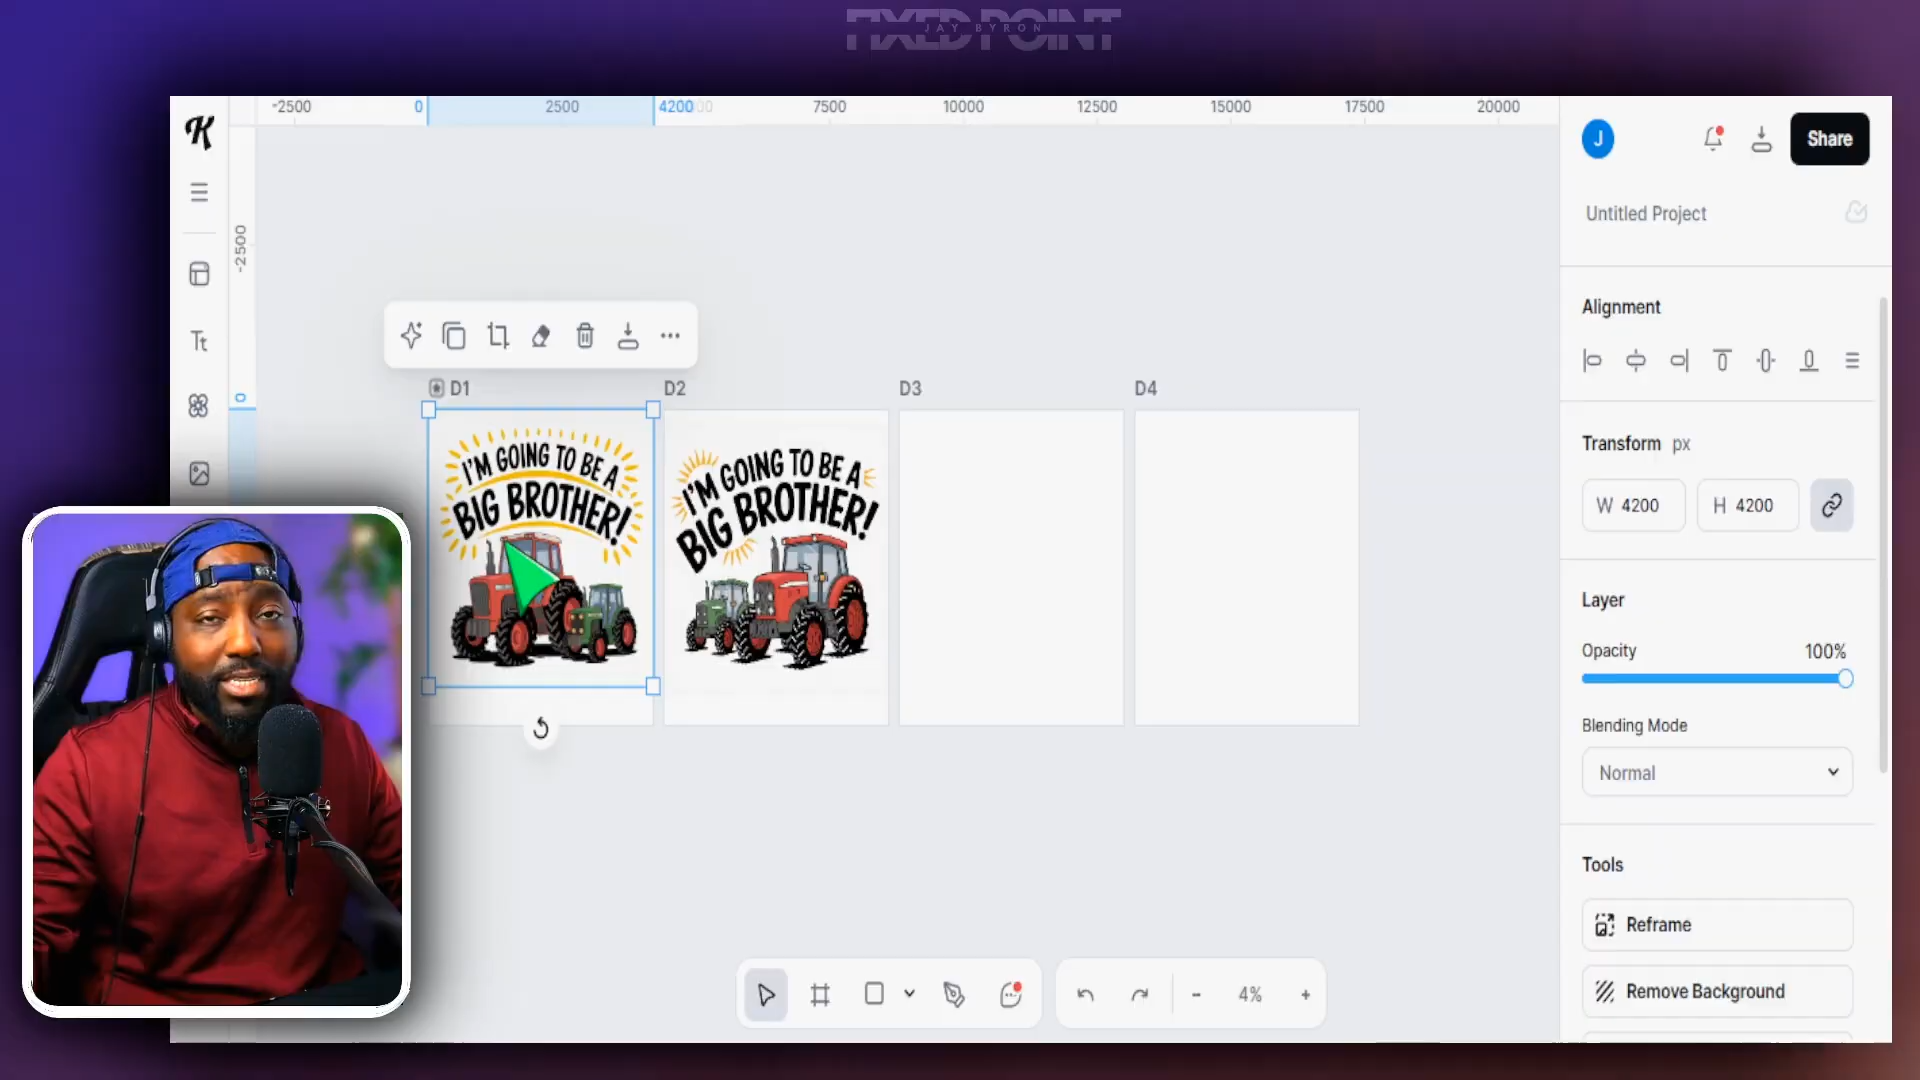 FIXED POINT
JAY BYRON
K
-2500
0
2500
4200
7500
10000
12500
15000
17500
20000
J
Share
Untitled Project
-2500
0
Tt
D1
D2
D3
D4
I'M GOING TO BE A
BIG BROTHER!
I'M GOING TO BE A
BIG BROTHER!
Alignment
Transform px
W 4200
H 4200
Layer
Opacity
100%
Blending Mode
Normal
Tools
Reframe
Remove Background
4%